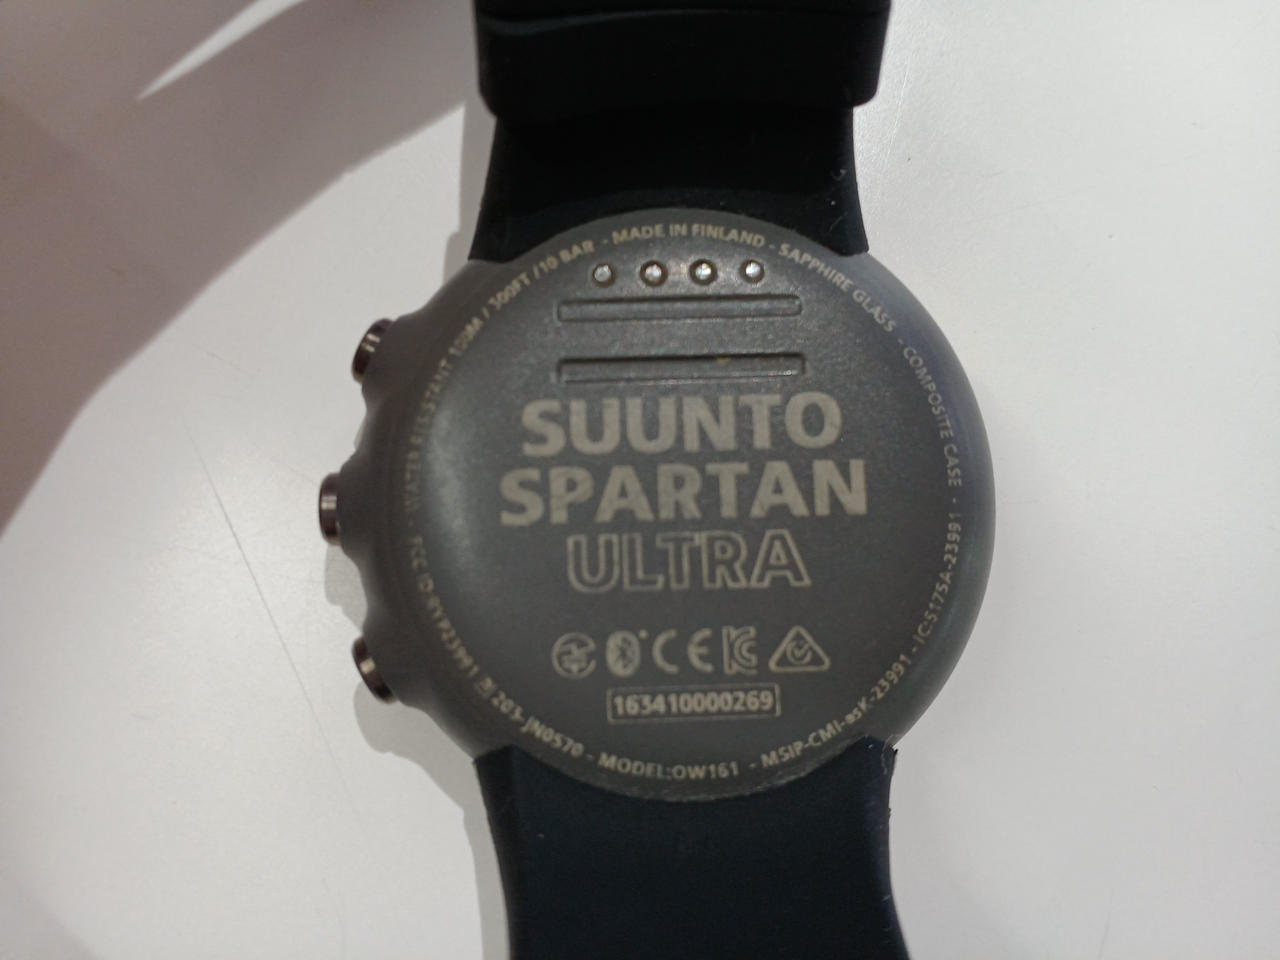 WATER RESISTANT 100M / 300FT / 10 BAR - MADE IN FINLAND - SAPPHIRE GLASS - COMPOSITE CASE - IC:5175A-23991 - MSIP-CMI-asK-23991 - MODEL:OW161 - 203-JN0570
SUUNTO
SPARTAN
ULTRA
CE
163410000269